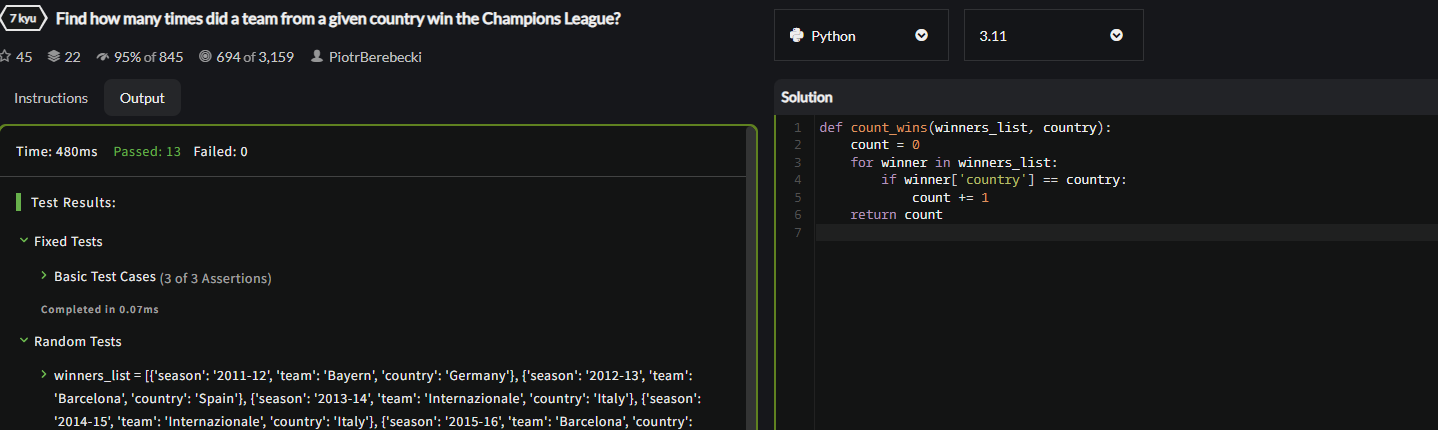 7 kyu Find how many times did a team from a given country win the Champions League?
45 22 95% of 845 694 of 3,159 PiotrBerebecki
Python 3.11
Instructions Output
Time: 480ms Passed: 13 Failed: 0
Test Results:
Fixed Tests
Basic Test Cases (3 of 3 Assertions)
Completed in 0.07ms
Random Tests
winners_list = [{'season': '2011-12', 'team': 'Bayern', 'country': 'Germany'}, {'season': '2012-13', 'team':
'Barcelona', 'country': 'Spain'}, {'season': '2013-14', 'team': 'Internazionale', 'country': 'Italy'}, {'season':
'2014-15', 'team': 'Internazionale', 'country': 'Italy'}, {'season': '2015-16', 'team': 'Barcelona', 'country':
Solution
1 def count_wins(winners_list, country):
2 count = 0
3 for winner in winners_list:
4 if winner['country'] == country:
5 count += 1
6 return count
7